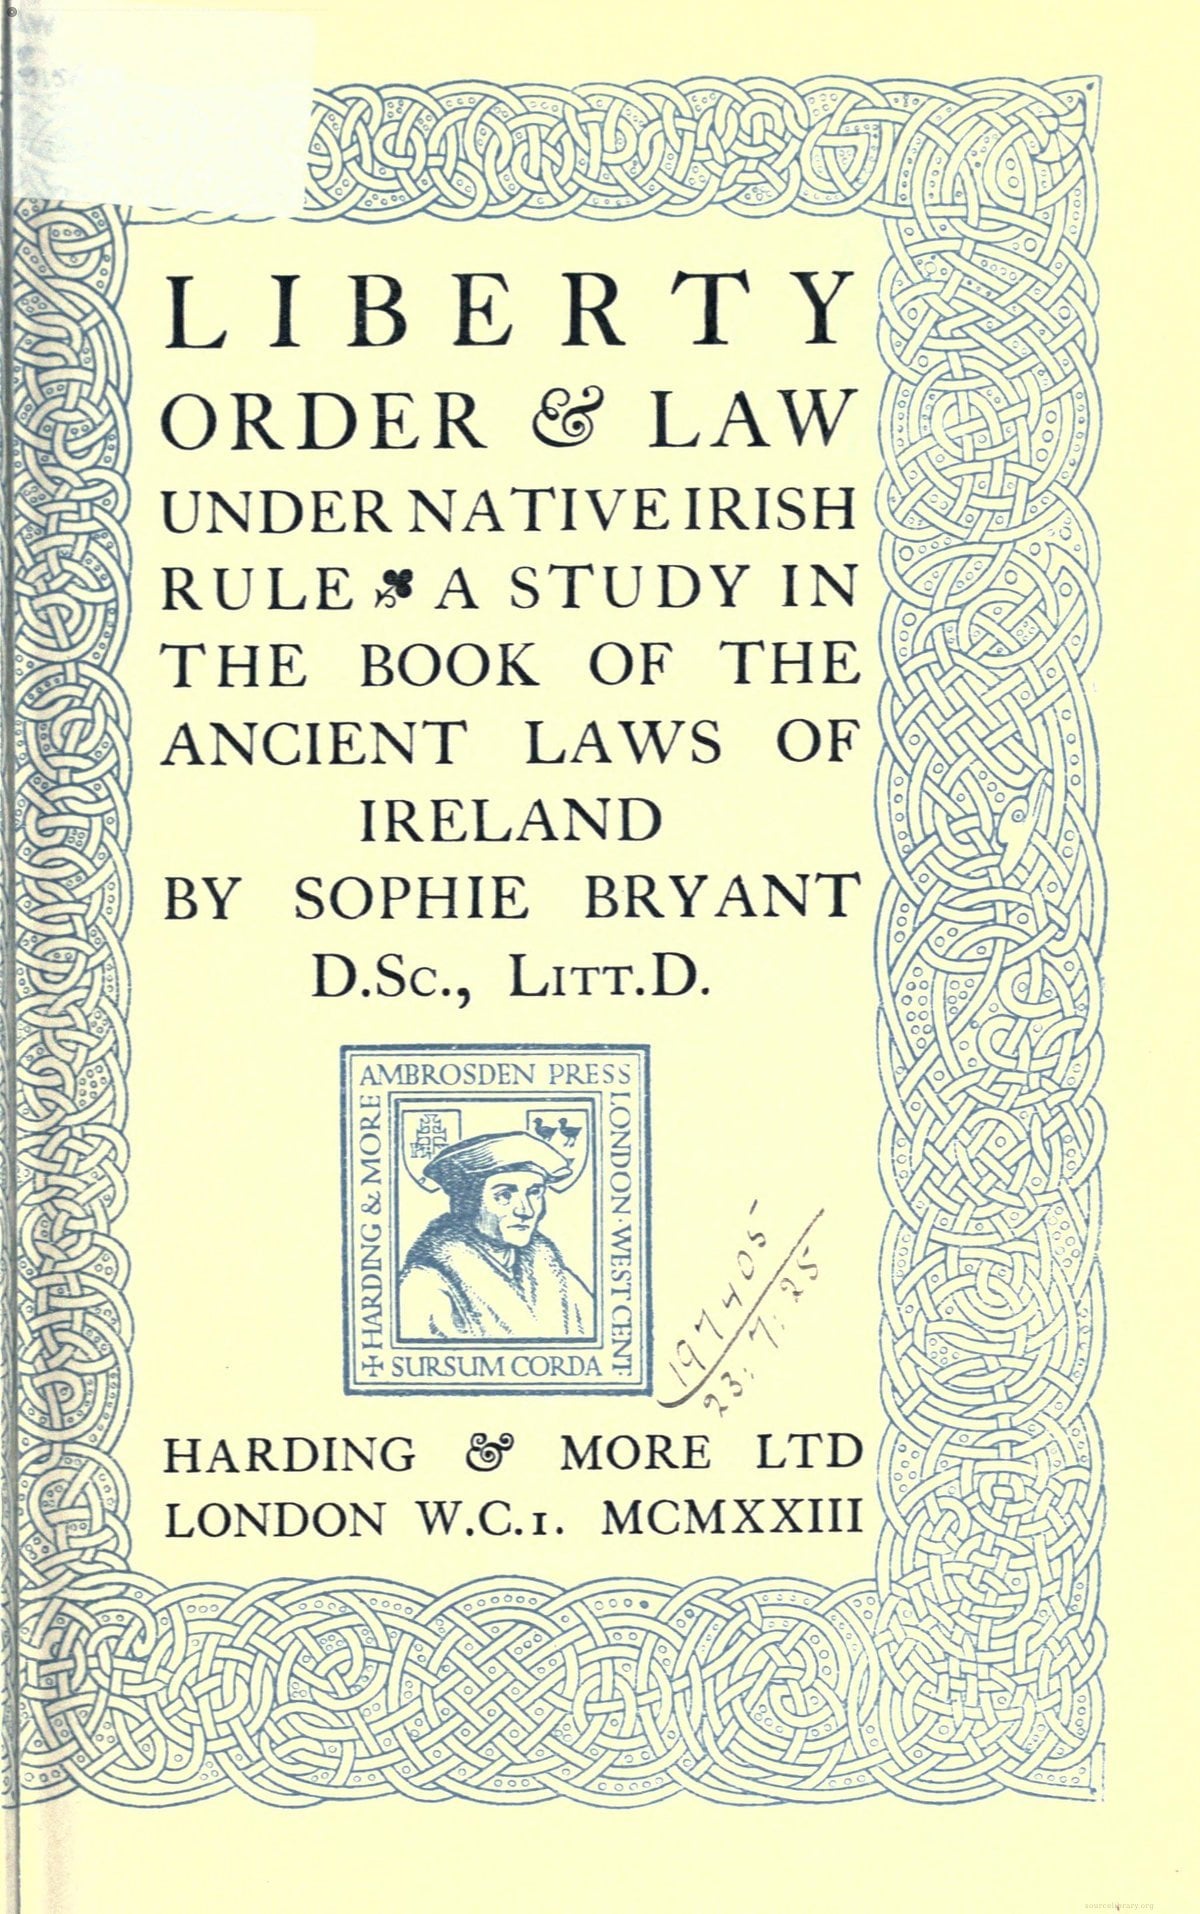 LIBERTY
ORDER & LAW
UNDER NATIVE IRISH
RULE ☘ A STUDY IN
THE BOOK OF THE
ANCIENT LAWS OF
IRELAND
BY SOPHIE BRYANT
D.Sc., Litt.D.
AMBROSDEN PRESS
LONDON · WEST CENT:
✠ HARDING & MORE
SURSUM CORDA
197405
23: 7: 25
HARDING & MORE LTD
LONDON W.C.1. MCMXXIII
sourcelibrary.org